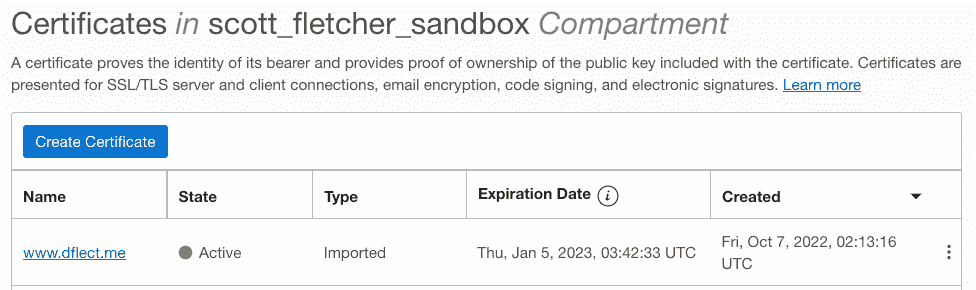 Certificates in scott_fletcher_sandbox Compartment
A certificate proves the identity of its bearer and provides proof of ownership of the public key included with the certificate. Certificates are
presented for SSL/TLS server and client connections, email encryption, code signing, and electronic signatures. Learn more
Create Certificate
Name State Type Expiration Date i Created
www.dflect.me Active Imported Thu, Jan 5, 2023, 03:42:33 UTC Fri, Oct 7, 2022, 02:13:16
UTC